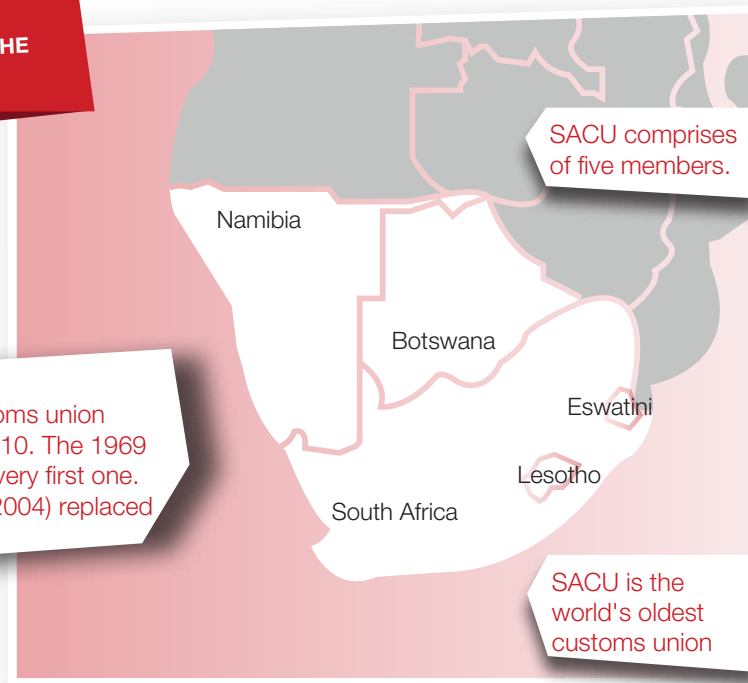 HE
SACU comprises
of five members.
Namibia
Botswana
Eswatini
Lesotho
South Africa
oms union
10. The 1969
very first one.
2004) replaced
SACU is the
world's oldest
customs union